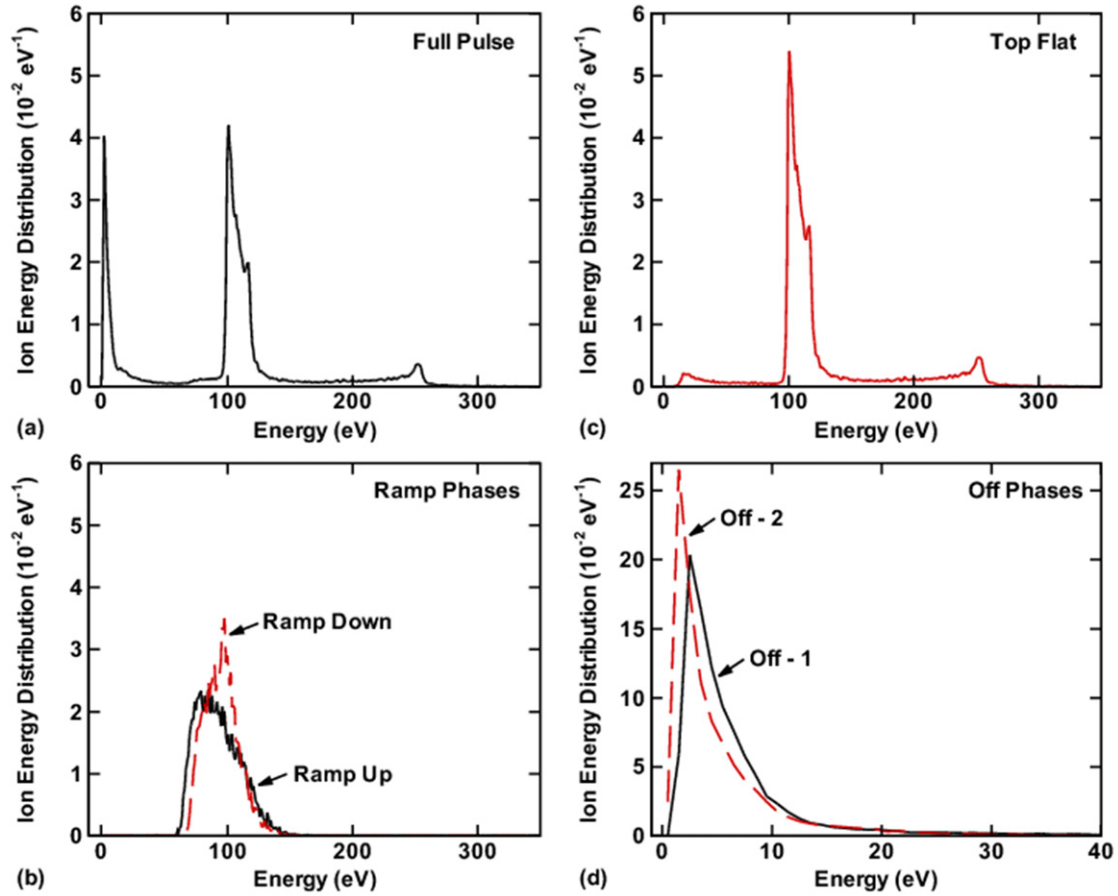 Full Pulse
Ion Energy Distribution (10⁻² eV⁻¹)
6
5
4
3
2
1
0
0
100
200
300
Energy (eV)
(a)
Top Flat
Ion Energy Distribution (10⁻² eV⁻¹)
6
5
4
3
2
1
0
0
100
200
300
Energy (eV)
(c)
Ramp Phases
Ion Energy Distribution (10⁻² eV⁻¹)
6
5
4
3
2
1
0
Ramp Down
Ramp Up
0
100
200
300
Energy (eV)
(b)
Off Phases
Ion Energy Distribution (10⁻² eV⁻¹)
25
20
15
10
5
0
Off - 2
Off - 1
0
10
20
30
40
Energy (eV)
(d)